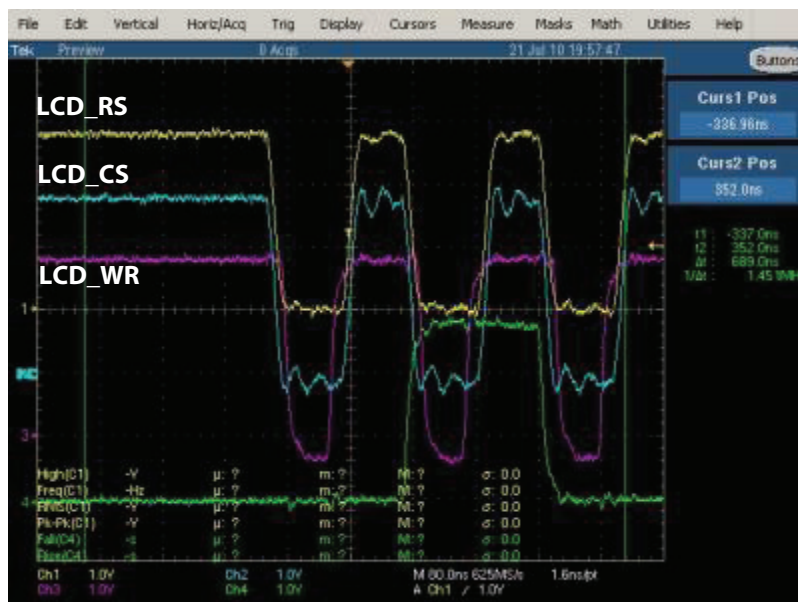 File Edit Vertical Horiz/Acq Trig Display Cursors Measure Masks Math Utilities Help
Tek Preview 0 Acqs 21 Jul 10 19:57:47
Buttons
Curs1 Pos
-336.96ns
Curs2 Pos
352.0ns
t1: -337.0ns
t2: 352.0ns
Δt: 689.0ns
1/Δt: 1.451MH
LCD_RS
LCD_CS
LCD_WR
1
3
4
High(C1) -V µ: ? m: ? M: ? σ: 0.0
Freq(C1) -Hz µ: ? m: ? M: ? σ: 0.0
RMS(C1) -V µ: ? m: ? M: ? σ: 0.0
Pk-Pk(C1) -V µ: ? m: ? M: ? σ: 0.0
Fall(C4) -s µ: ? m: ? M: ? σ: 0.0
Rise(C4) -s µ: ? m: ? M: ? σ: 0.0
Ch1 1.0V Ch2 1.0V M 80.0ns 625MS/s 1.6ns/pt
Ch3 1.0V Ch4 1.0V A Ch1 / 1.0V